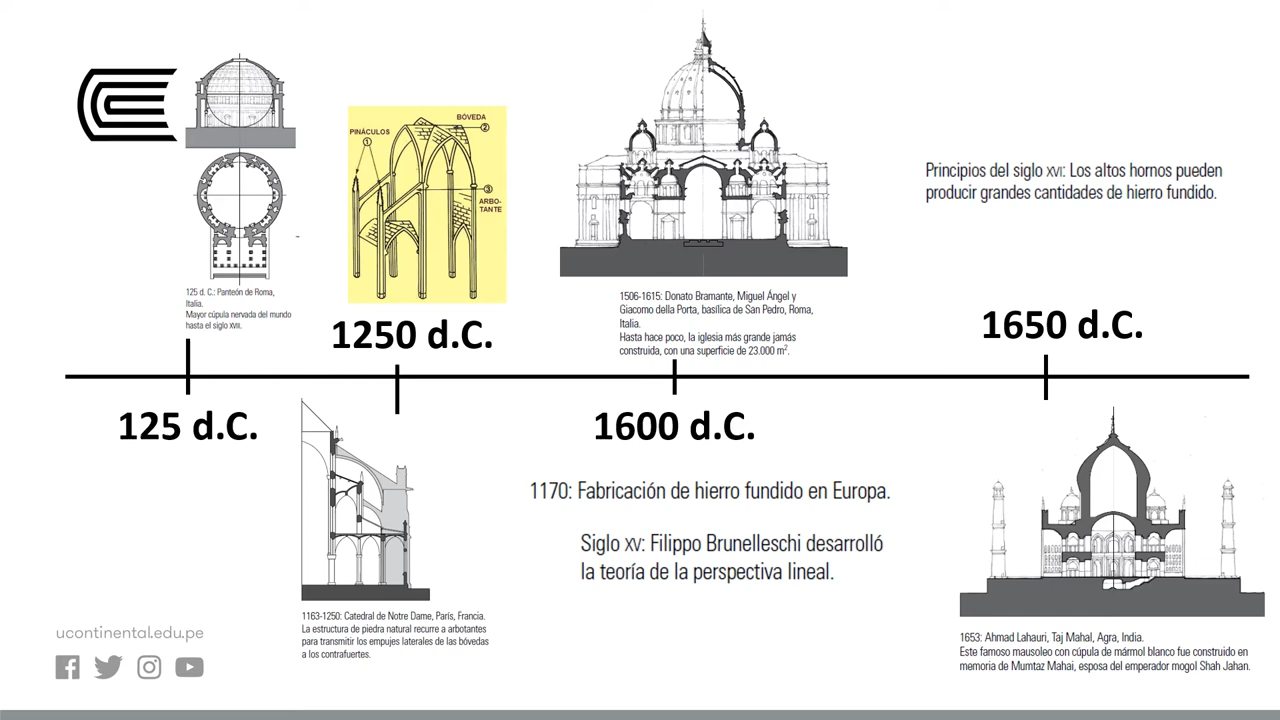 125 d. C.: Panteón de Roma,
Italia.
Mayor cúpula nervada del mundo
hasta el siglo XVIII.
PINÁCULOS
1
BÓVEDA
2
3
ARBO-
TANTE
1506-1615: Donato Bramante, Miguel Ángel y
Giacomo della Porta, basílica de San Pedro, Roma,
Italia.
Hasta hace poco, la iglesia más grande jamás
construida, con una superficie de 23.000 m².
Principios del siglo XVI: Los altos hornos pueden
producir grandes cantidades de hierro fundido.
1250 d.C.
1650 d.C.
125 d.C.
1600 d.C.
1163-1250: Catedral de Notre Dame, París, Francia.
La estructura de piedra natural recurre a arbotantes
para transmitir los empujes laterales de las bóvedas
a los contrafuertes.
1170: Fabricación de hierro fundido en Europa.
Siglo XV: Filippo Brunelleschi desarrolló
la teoría de la perspectiva lineal.
1653: Ahmad Lahauri, Taj Mahal, Agra, India.
Este famoso mausoleo con cúpula de mármol blanco fue construido en
memoria de Mumtaz Mahai, esposa del emperador mogol Shah Jahan.
ucontinental.edu.pe